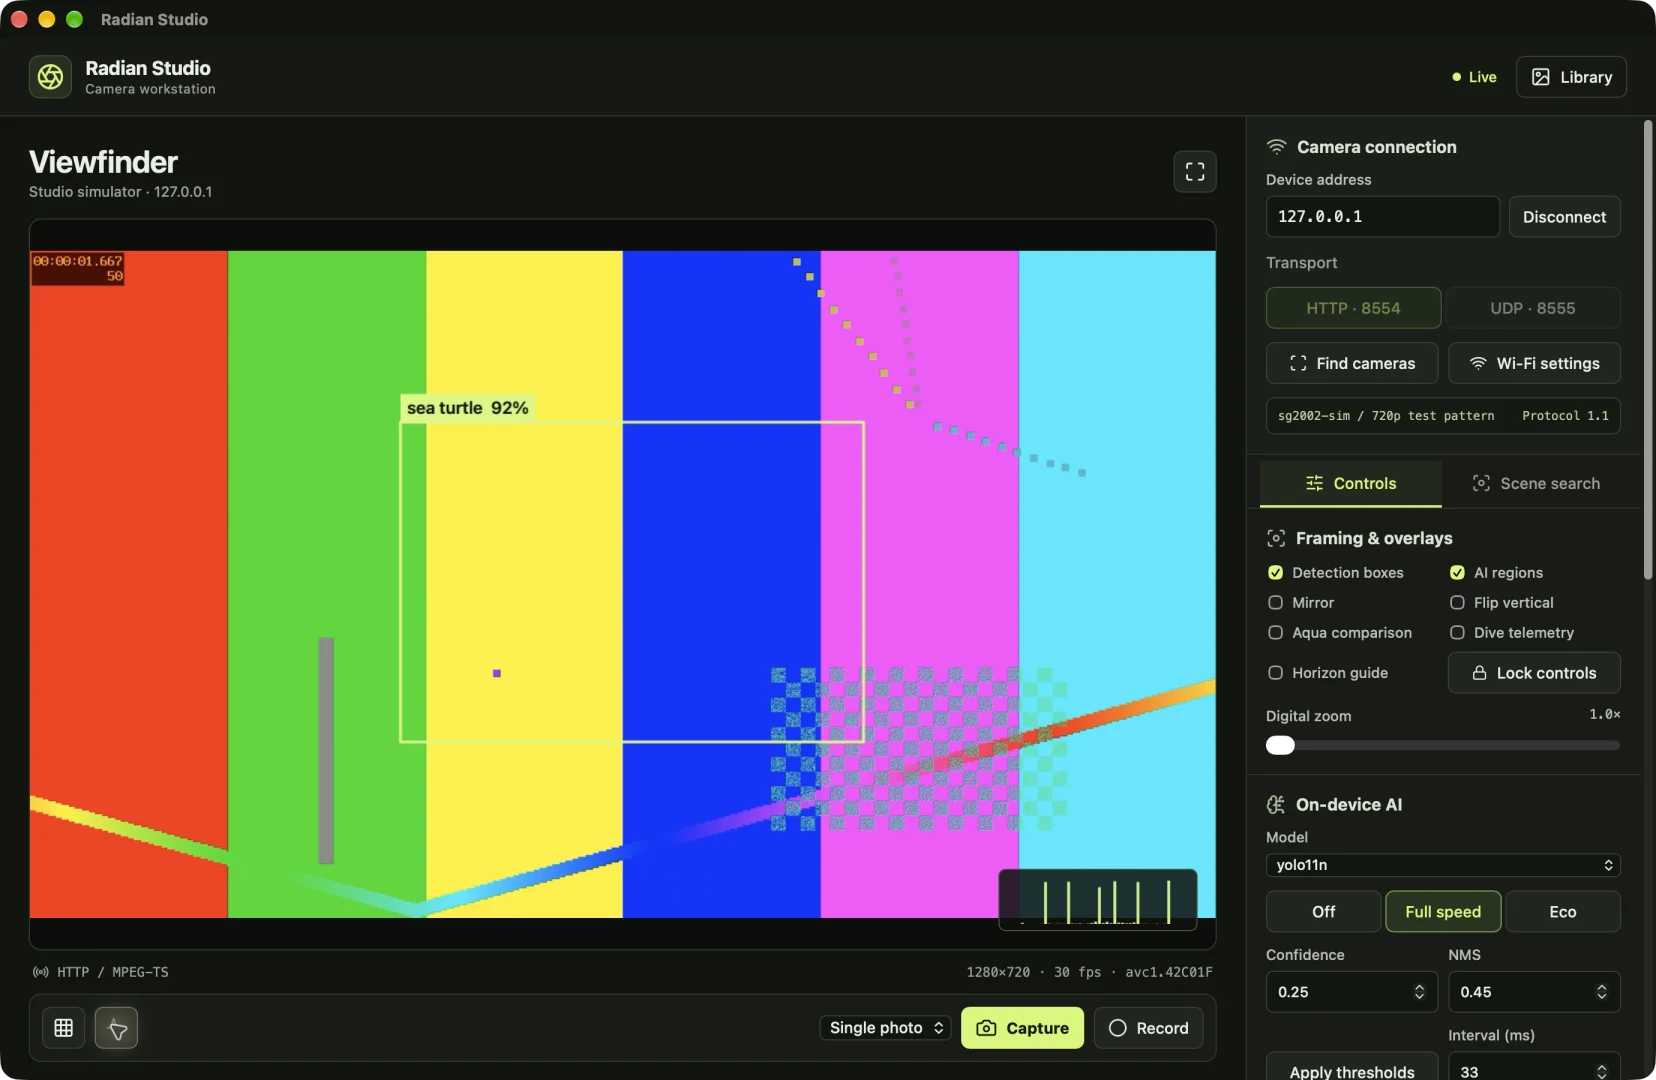 Radian Studio
Radian Studio
Camera workstation
Live
Library
Viewfinder
Studio simulator · 127.0.0.1
00:00:01.667
50
sea turtle 92%
HTTP / MPEG-TS
1280×720 · 30 fps · avc1.42C01F
Single photo
Capture
Record
Camera connection
Device address
127.0.0.1
Disconnect
Transport
HTTP · 8554
UDP · 8555
Find cameras
Wi-Fi settings
sg2002-sim / 720p test pattern
Protocol 1.1
Controls
Scene search
Framing & overlays
Detection boxes
AI regions
Mirror
Flip vertical
Aqua comparison
Dive telemetry
Horizon guide
Lock controls
Digital zoom
1.0×
On-device AI
Model
yolo11n
Off
Full speed
Eco
Confidence
NMS
0.25
0.45
Interval (ms)
Apply thresholds
33